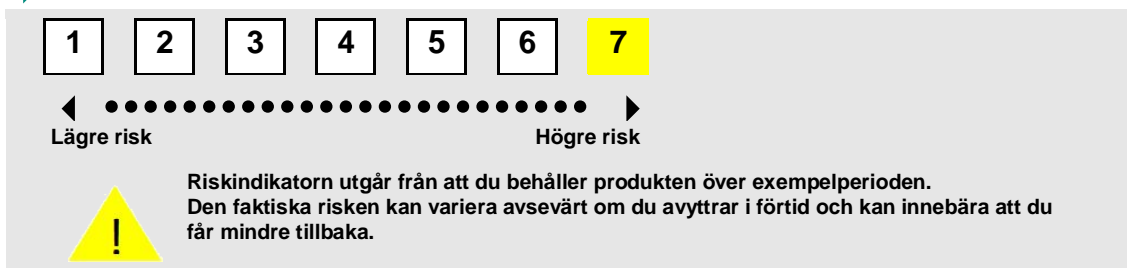 1 2 3 4 5 6 7
Lägre risk Högre risk
Riskindikatorn utgår från att du behåller produkten över exempelperioden.
Den faktiska risken kan variera avsevärt om du avyttrar i förtid och kan innebära att du
får mindre tillbaka.
!